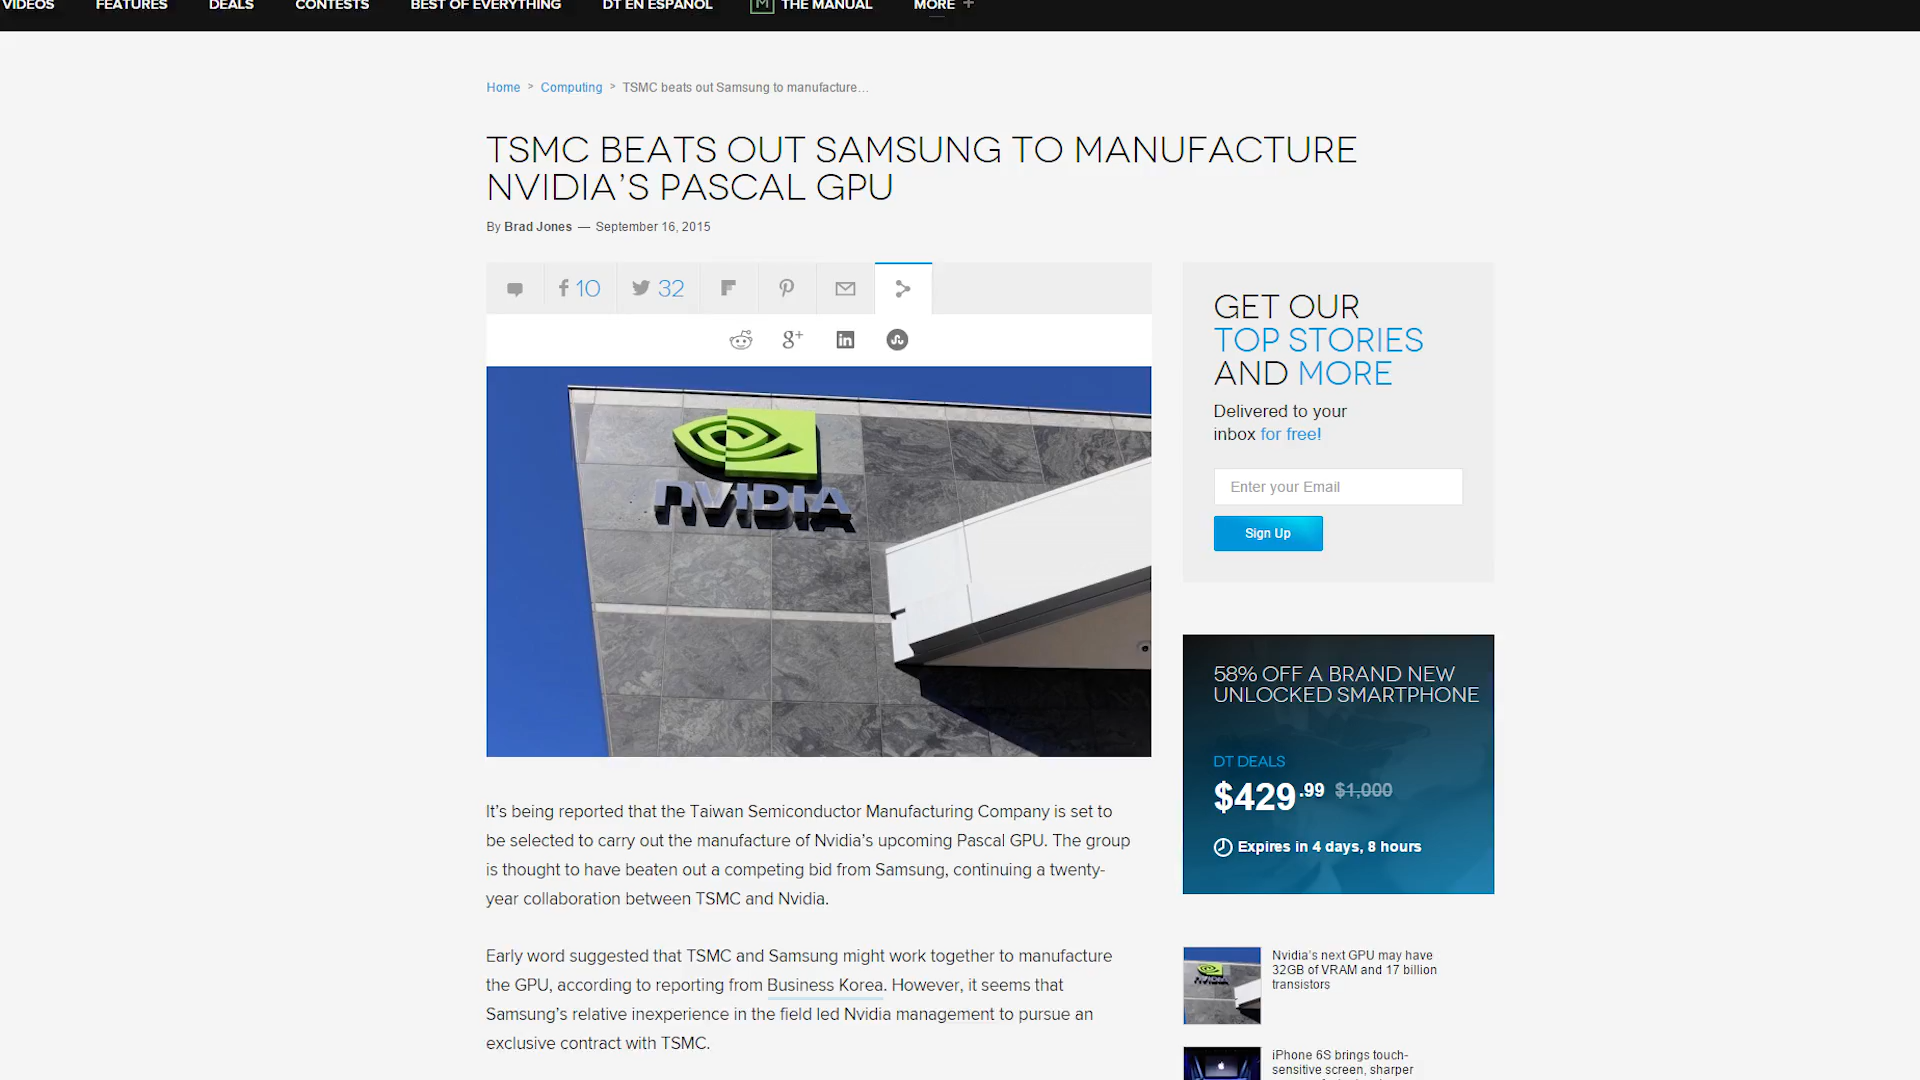 VIDEOS FEATURES DEALS CONTESTS BEST OF EVERYTHING DT EN ESPAÑOL M THE MANUAL MORE +
Home > Computing > TSMC beats out Samsung to manufacture...
TSMC BEATS OUT SAMSUNG TO MANUFACTURE
NVIDIA'S PASCAL GPU
By Brad Jones — September 16, 2015
10 32
g+ in
NVIDIA
It's being reported that the Taiwan Semiconductor Manufacturing Company is set to
be selected to carry out the manufacture of Nvidia's upcoming Pascal GPU. The group
is thought to have beaten out a competing bid from Samsung, continuing a twenty-
year collaboration between TSMC and Nvidia.
Early word suggested that TSMC and Samsung might work together to manufacture
the GPU, according to reporting from Business Korea. However, it seems that
Samsung's relative inexperience in the field led Nvidia management to pursue an
exclusive contract with TSMC.
GET OUR
TOP STORIES
AND MORE
Delivered to your
inbox for free!
Enter your Email
Sign Up
58% OFF A BRAND NEW
UNLOCKED SMARTPHONE
DT DEALS
$429.99 $1,000
Expires in 4 days, 8 hours
Nvidia's next GPU may have
32GB of VRAM and 17 billion
transistors
iPhone 6S brings touch-
sensitive screen, sharper